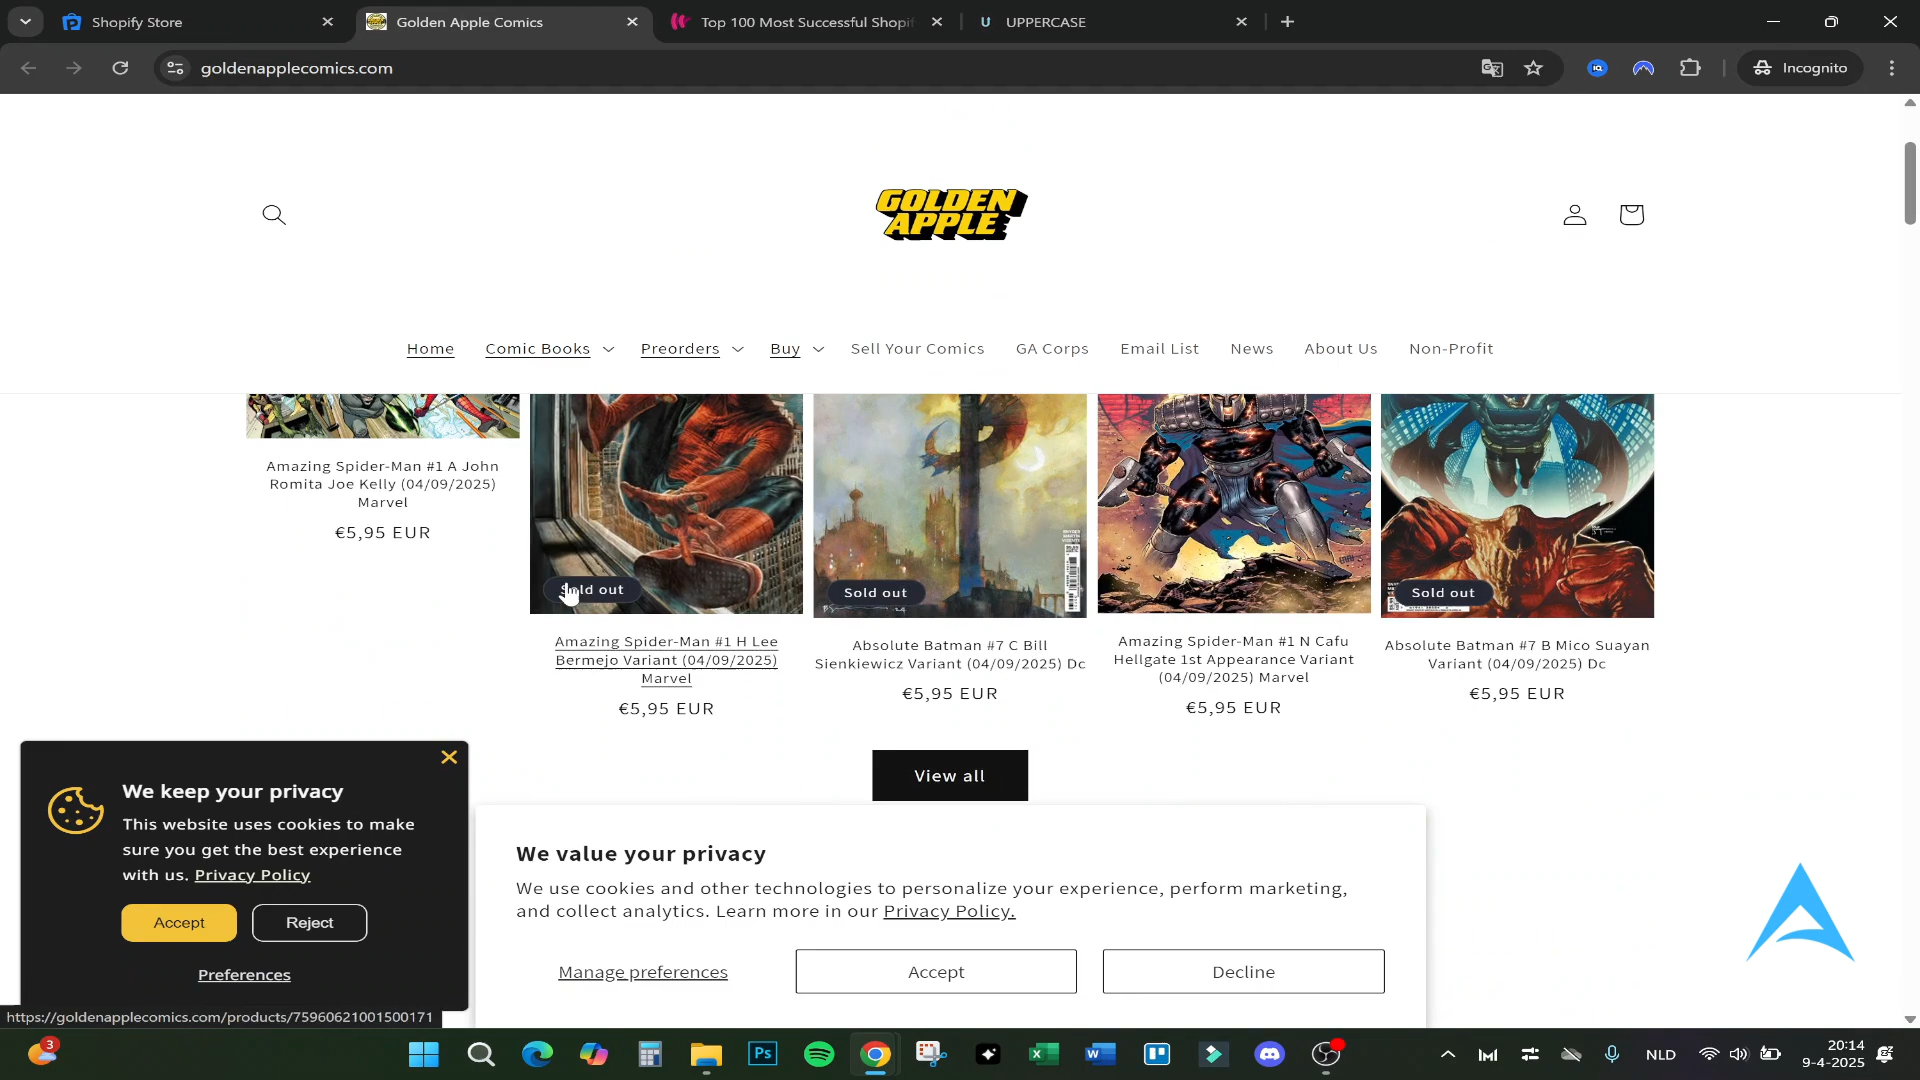 Shopify Store
Golden Apple Comics
Top 100 Most Successful Shopif
UPPERCASE
goldenapplecomics.com
Incognito
GOLDEN
APPLE
Home
Comic Books
Preorders
Buy
Sell Your Comics
GA Corps
Email List
News
About Us
Non-Profit
Sold out
Sold out
Sold out
Amazing Spider-Man #1 A John
Romita Joe Kelly (04/09/2025)
Marvel
€5,95 EUR
Amazing Spider-Man #1 H Lee
Bermejo Variant (04/09/2025)
Marvel
€5,95 EUR
Absolute Batman #7 C Bill
Sienkiewicz Variant (04/09/2025) Dc
€5,95 EUR
Amazing Spider-Man #1 N Cafu
Hellgate 1st Appearance Variant
(04/09/2025) Marvel
€5,95 EUR
Absolute Batman #7 B Mico Suayan
Variant (04/09/2025) Dc
€5,95 EUR
View all
We keep your privacy
This website uses cookies to make
sure you get the best experience
with us. Privacy Policy
Accept
Reject
Preferences
We value your privacy
We use cookies and other technologies to personalize your experience, perform marketing,
and collect analytics. Learn more in our Privacy Policy.
Manage preferences
Accept
Decline
https://goldenapplecomics.com/products/75960621001500171
3
Ps
NLD
20:14
9-4-2025